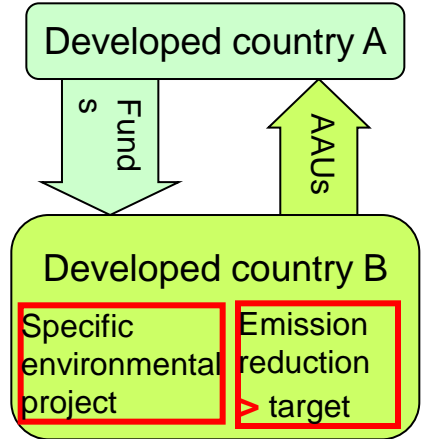 Developed country A
Fund
s
AAUs
Developed country B
Specific
environmental
project
Emission
reduction
> target